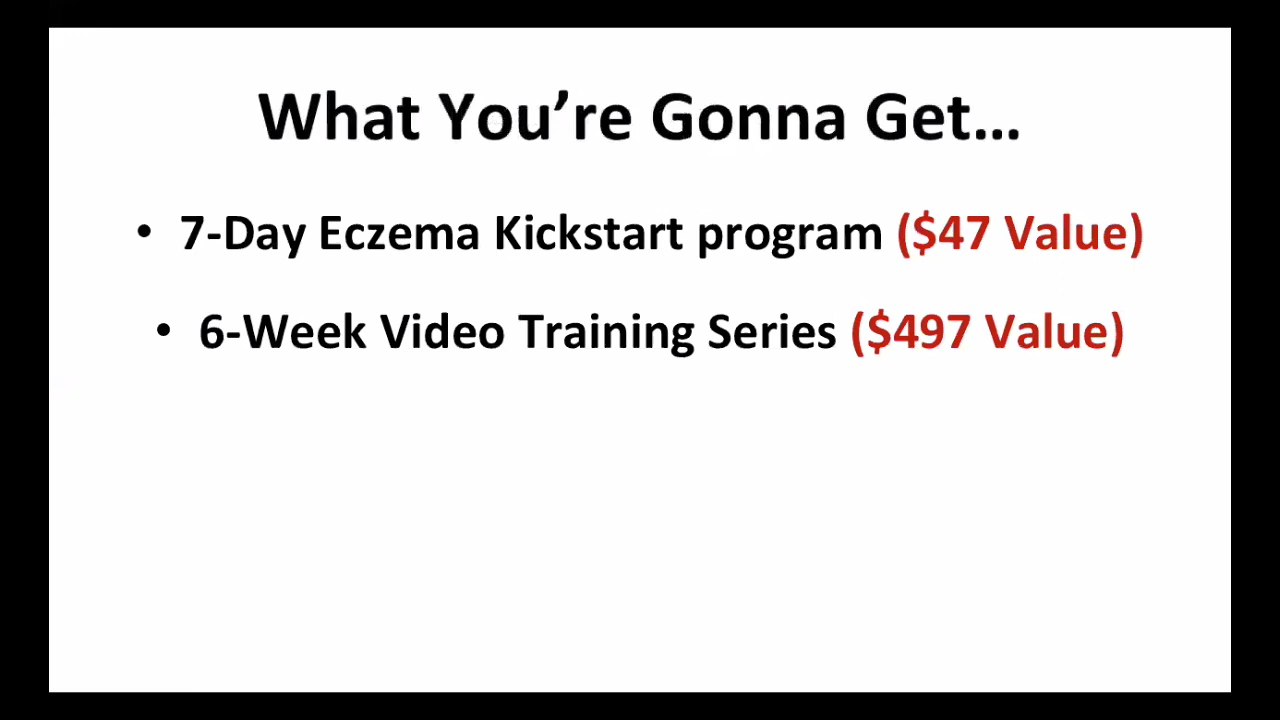 What You’re Gonna Get…
• 7-Day Eczema Kickstart program ($47 Value)
• 6-Week Video Training Series ($497 Value)